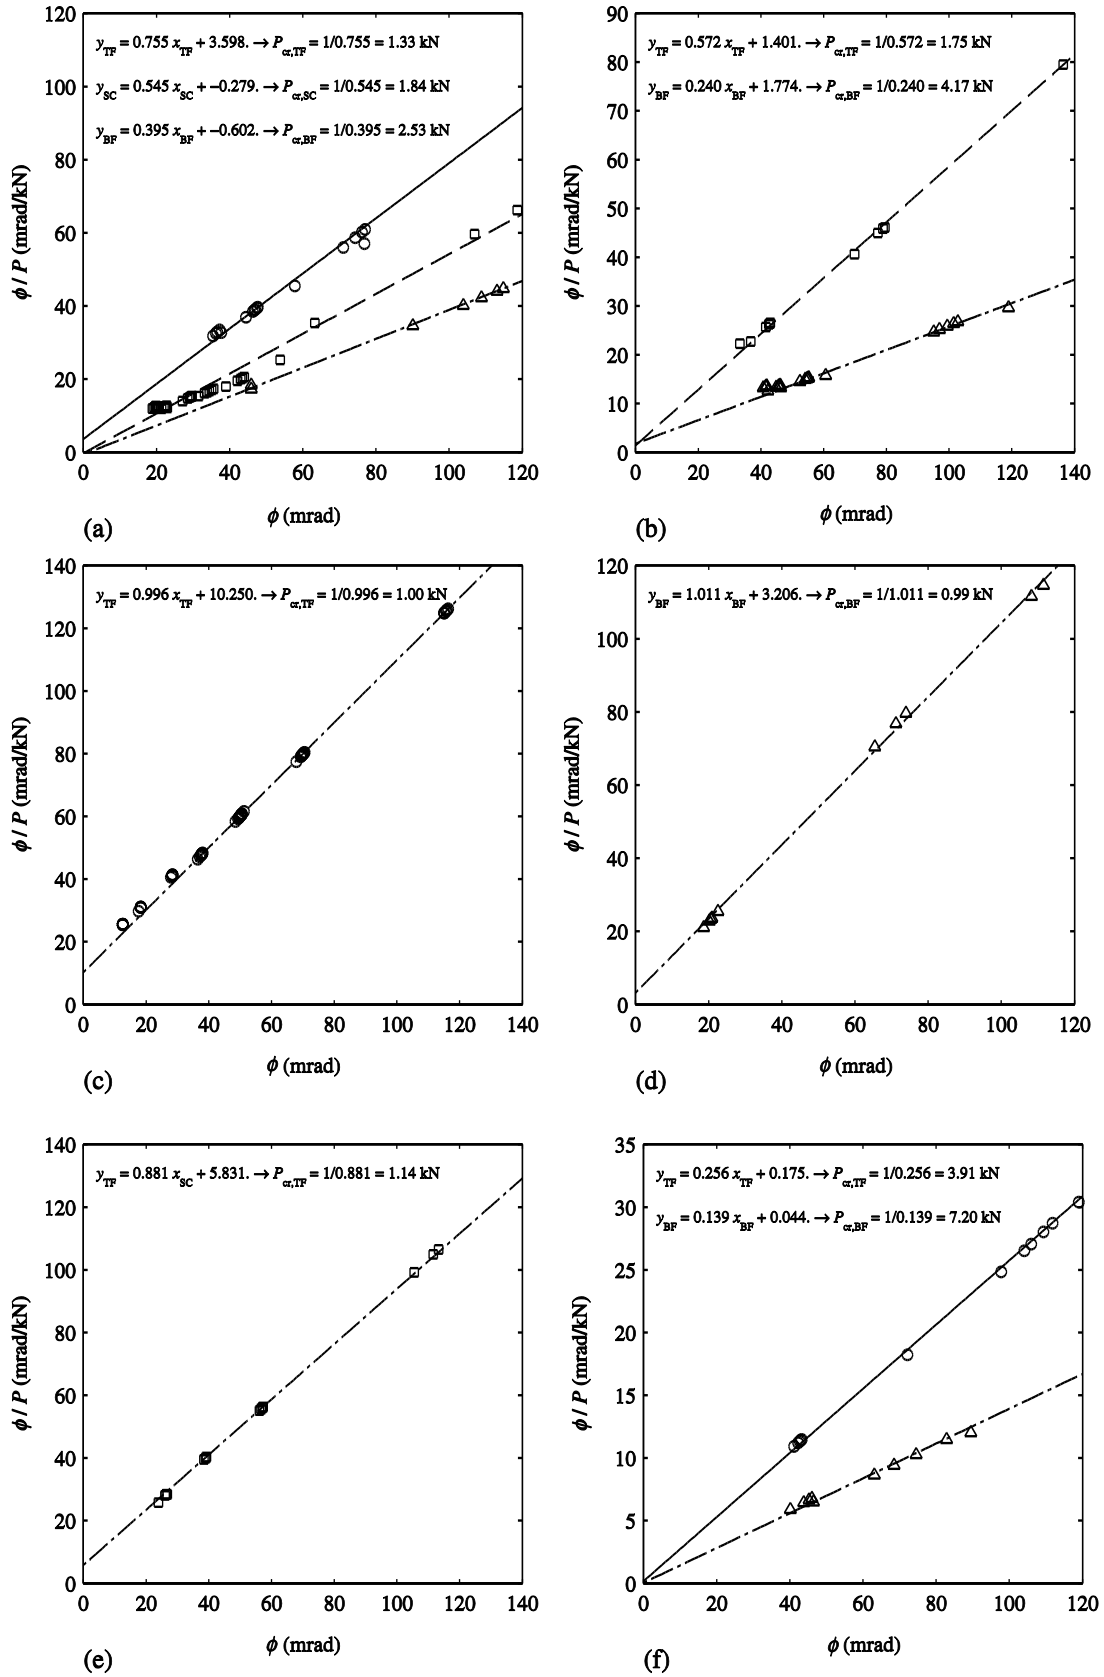 120
100
80
60
40
20
0
y_TF = 0.755 x_TF + 3.598. → P_cr,TF = 1/0.755 = 1.33 kN
y_SC = 0.545 x_SC + −0.279. → P_cr,SC = 1/0.545 = 1.84 kN
y_BF = 0.395 x_BF + −0.602. → P_cr,BF = 1/0.395 = 2.53 kN
ϕ / P (mrad/kN)
0 20 40 60 80 100 120
ϕ (mrad)
(a)
90
80
70
60
50
40
30
20
10
0
y_TF = 0.572 x_TF + 1.401. → P_cr,TF = 1/0.572 = 1.75 kN
y_BF = 0.240 x_BF + 1.774. → P_cr,BF = 1/0.240 = 4.17 kN
ϕ / P (mrad/kN)
0 20 40 60 80 100 120 140
ϕ (mrad)
(b)
140
120
100
80
60
40
20
0
y_TF = 0.996 x_TF + 10.250. → P_cr,TF = 1/0.996 = 1.00 kN
ϕ / P (mrad/kN)
0 20 40 60 80 100 120 140
ϕ (mrad)
(c)
120
100
80
60
40
20
0
y_BF = 1.011 x_BF + 3.206. → P_cr,BF = 1/1.011 = 0.99 kN
ϕ / P (mrad/kN)
0 20 40 60 80 100 120
ϕ (mrad)
(d)
140
120
100
80
60
40
20
0
y_TF = 0.881 x_SC + 5.831. → P_cr,TF = 1/0.881 = 1.14 kN
ϕ / P (mrad/kN)
0 20 40 60 80 100 120 140
ϕ (mrad)
(e)
35
30
25
20
15
10
5
0
y_TF = 0.256 x_TF + 0.175. → P_cr,TF = 1/0.256 = 3.91 kN
y_BF = 0.139 x_BF + 0.044. → P_cr,BF = 1/0.139 = 7.20 kN
ϕ / P (mrad/kN)
0 20 40 60 80 100 120
ϕ (mrad)
(f)